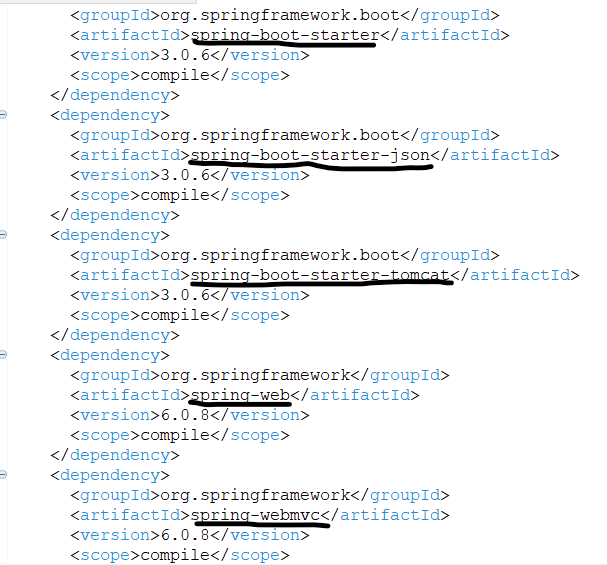 <groupId>org.springframework.boot</groupId>
<artifactId>spring-boot-starter</artifactId>
<version>3.0.6</version>
<scope>compile</scope>
</dependency>
<dependency>
<groupId>org.springframework.boot</groupId>
<artifactId>spring-boot-starter-json</artifactId>
<version>3.0.6</version>
<scope>compile</scope>
</dependency>
<dependency>
<groupId>org.springframework.boot</groupId>
<artifactId>spring-boot-starter-tomcat</artifactId>
<version>3.0.6</version>
<scope>compile</scope>
</dependency>
<dependency>
<groupId>org.springframework</groupId>
<artifactId>spring-web</artifactId>
<version>6.0.8</version>
<scope>compile</scope>
</dependency>
<dependency>
<groupId>org.springframework</groupId>
<artifactId>spring-webmvc</artifactId>
<version>6.0.8</version>
<scope>compile</scope>